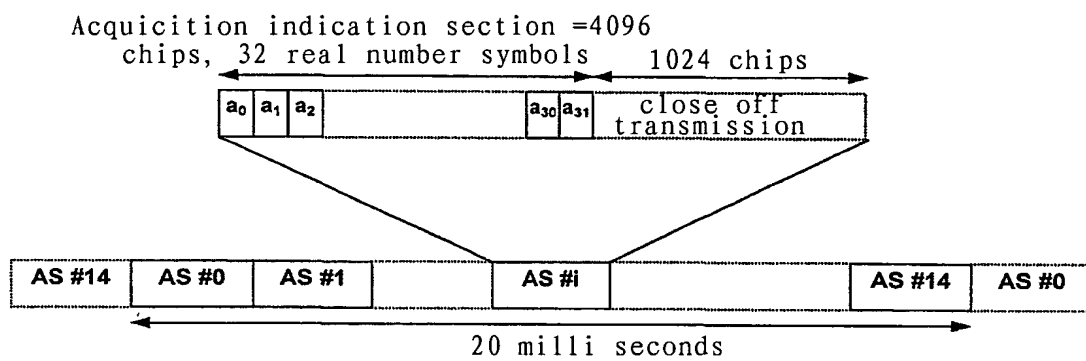 Acquicition indication section =4096
chips, 32 real number symbols
1024 chips
a0 a1 a2 a30 a31 close off
transmission
AS #14 AS #0 AS #1 AS #i AS #14 AS #0
20 milli seconds